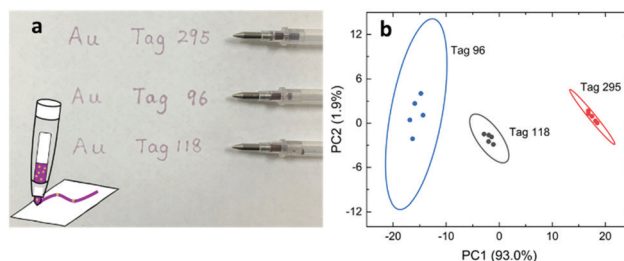 a
Au Tag 295
Au Tag 96
Au Tag 118
b
PC2 (1.9%)
12
6
0
-6
-12
Tag 96
Tag 118
Tag 295
-20 -10 0 10 20
PC1 (93.0%)